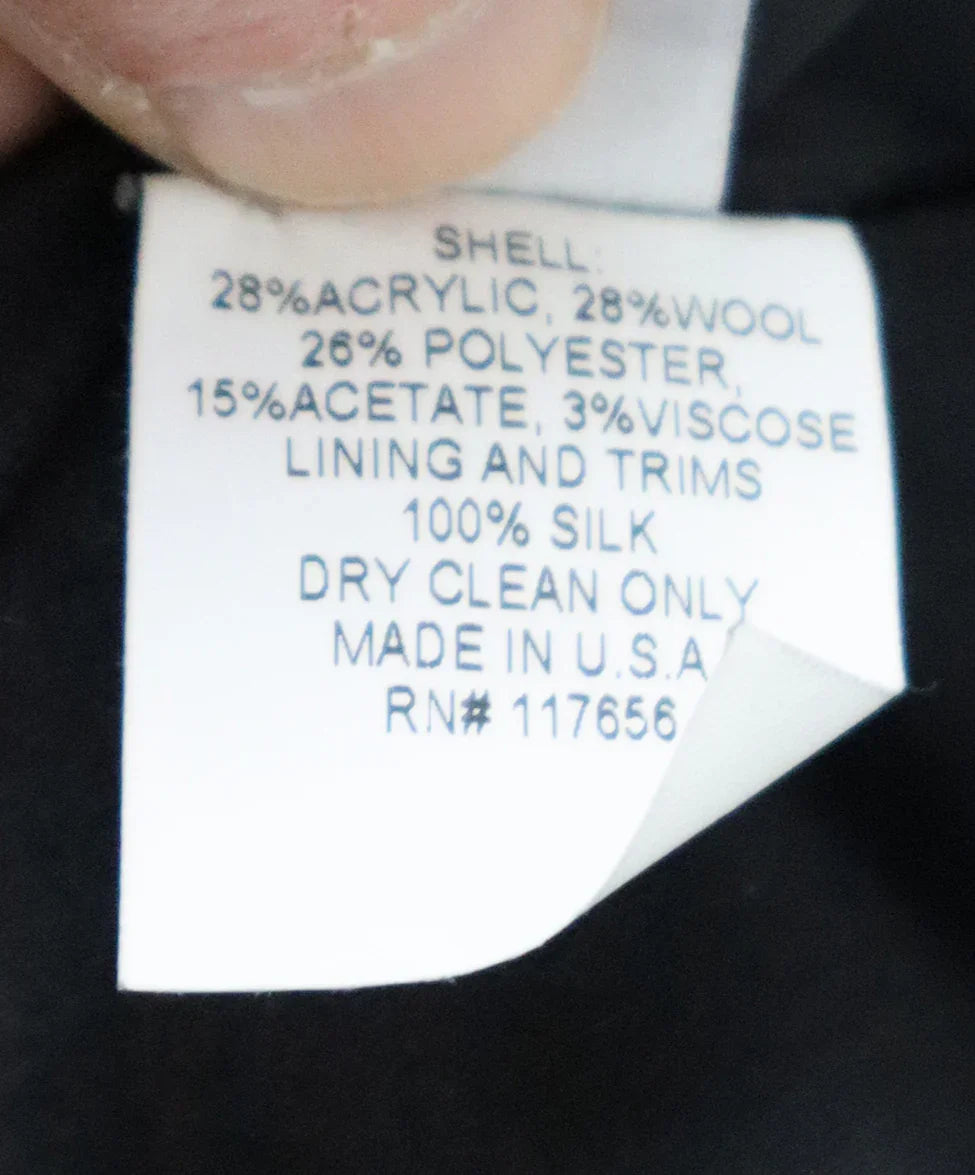 SHELL:
28%ACRYLIC, 28%WOOL
26% POLYESTER,
15%ACETATE, 3%VISCOSE
LINING AND TRIMS
100% SILK
DRY CLEAN ONLY
MADE IN U.S.A
RN# 117656